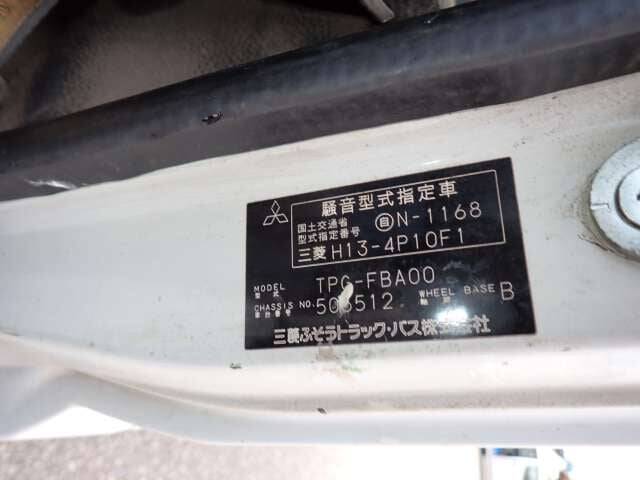 騒音型式指定車
国土交通省
型式指定番号 自 N-1168
三菱 H13-4P10F1
MODEL 型式 TPG-FBA00
CHASSIS NO. 車台番号 WHEEL BASE 軸距 B
三菱ふそうトラック・バス株式会社